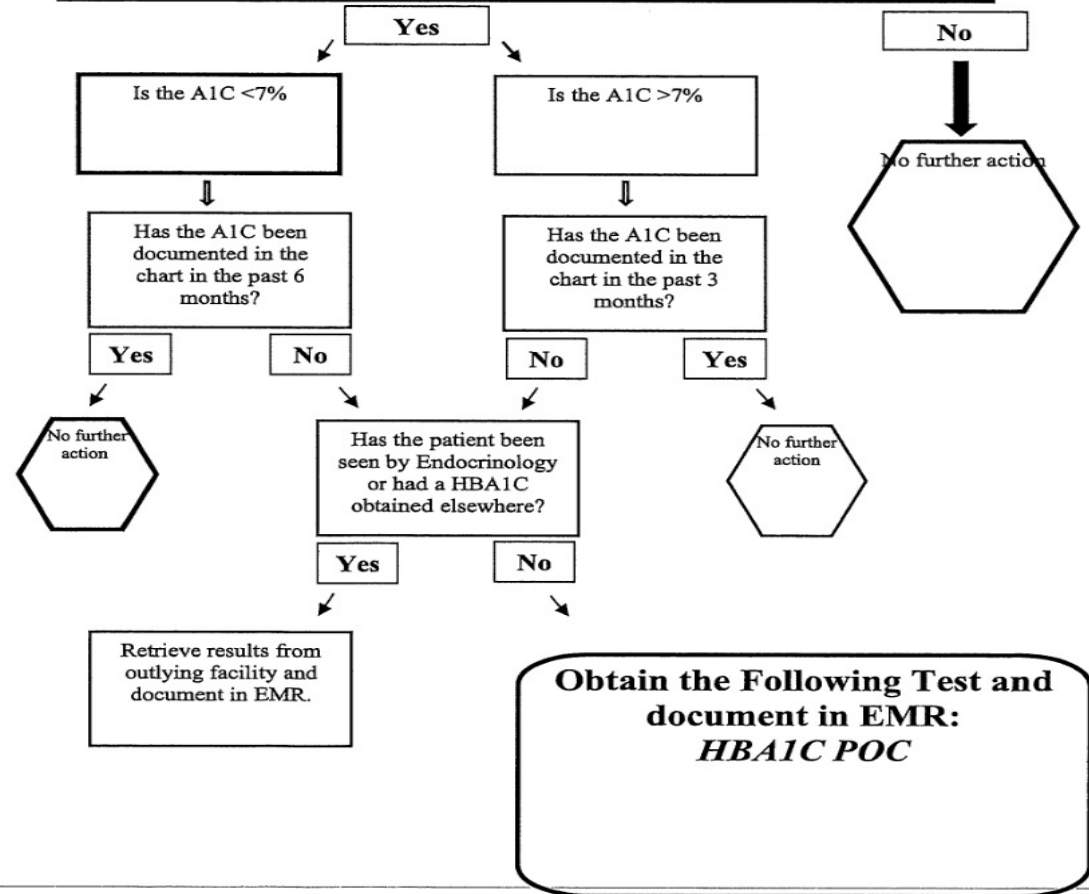 Yes
No
Is the A1C <7%
Is the A1C >7%
No further action
Has the A1C been
documented in the
chart in the past 6
months?
Has the A1C been
documented in the
chart in the past 3
months?
Yes
No
No
Yes
No further
action
Has the patient been
seen by Endocrinology
or had a HBA1C
obtained elsewhere?
No further
action
Yes
No
Retrieve results from
outlying facility and
document in EMR.
Obtain the Following Test and
document in EMR:
HBA1C POC